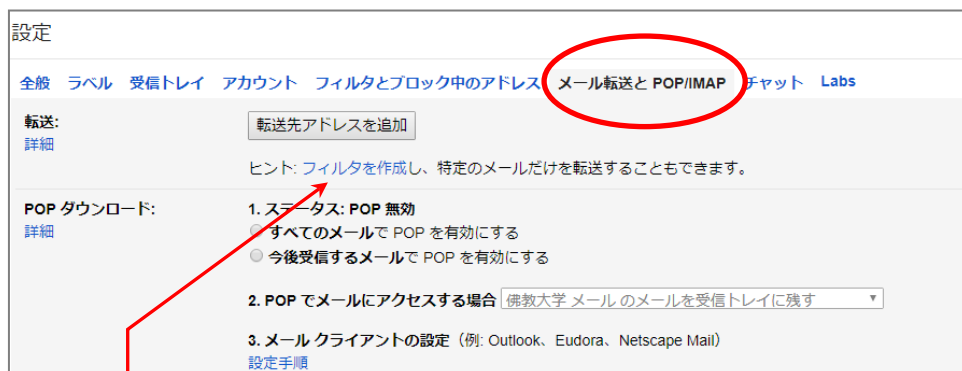 設定
全般 ラベル 受信トレイ アカウント フィルタとブロック中のアドレス メール転送と POP/IMAP チャット Labs
転送: 転送先アドレスを追加
詳細
ヒント: フィルタを作成し、特定のメールだけを転送することもできます。
POP ダウンロード: 1. ステータス: POP 無効
詳細 すべてのメールで POP を有効にする
今後受信するメールで POP を有効にする
2. POP でメールにアクセスする場合 佛教大学 メール のメールを受信トレイに残す
3. メール クライアントの設定（例: Outlook、Eudora、Netscape Mail）
設定手順